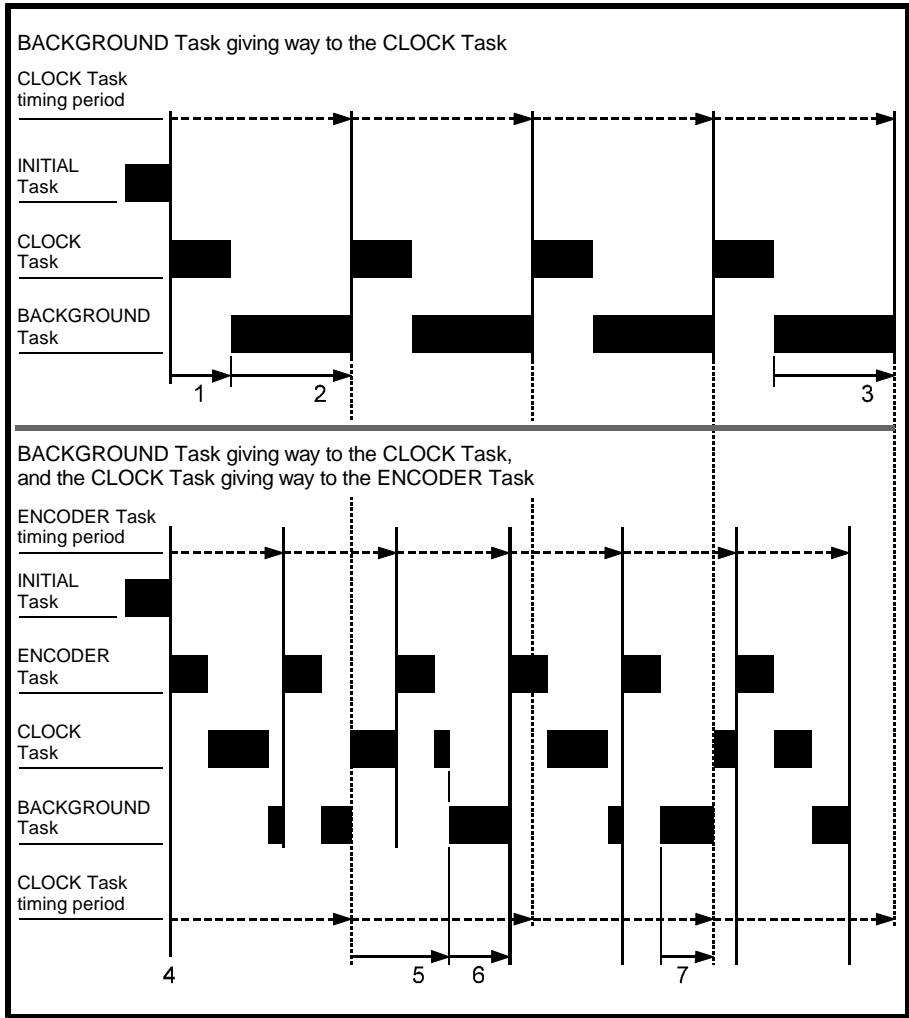 BACKGROUND Task giving way to the CLOCK Task
CLOCK Task
timing period
INITIAL
Task
CLOCK
Task
BACKGROUND
Task
1
2
3
BACKGROUND Task giving way to the CLOCK Task,
and the CLOCK Task giving way to the ENCODER Task
ENCODER Task
timing period
INITIAL
Task
ENCODER
Task
CLOCK
Task
BACKGROUND
Task
CLOCK Task
timing period
4
5
6
7